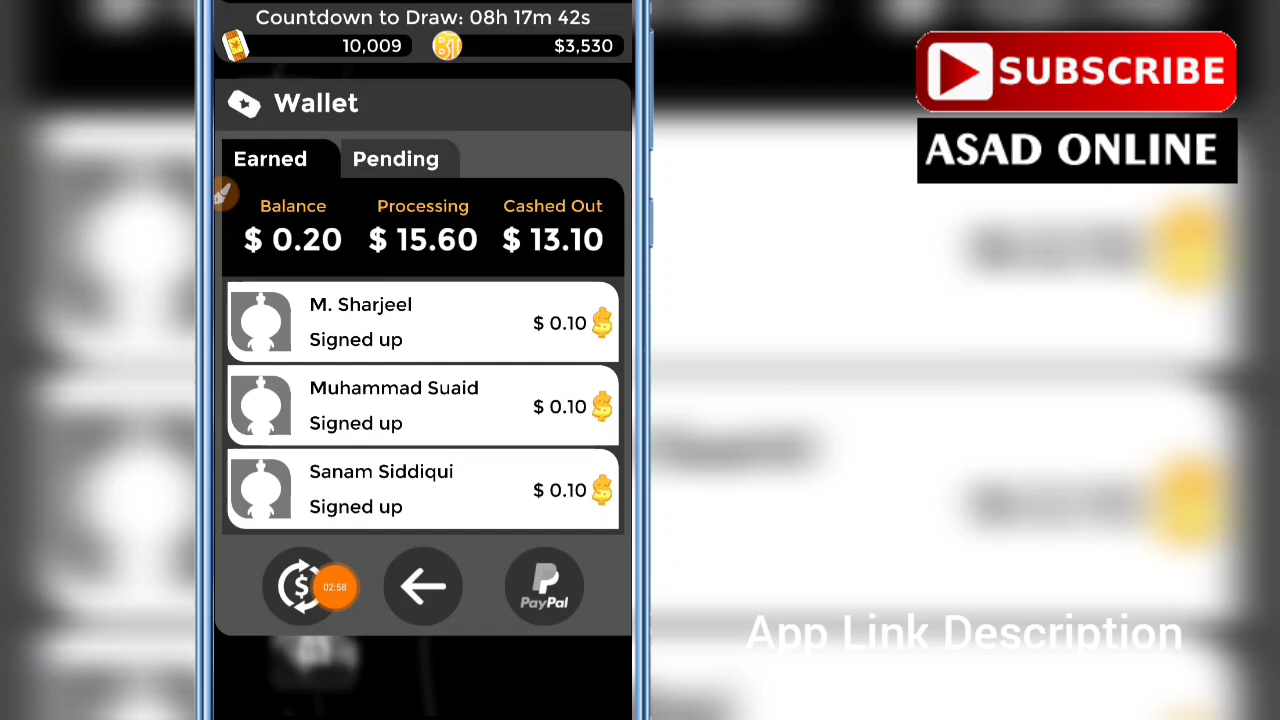 Countdown to Draw: 08h 17m 42s
10,009
$3,530
Wallet
Earned
Pending
Balance
Processing
Cashed Out
$ 0.20
$ 15.60
$ 13.10
M. Sharjeel
Signed up
$ 0.10
Muhammad Suaid
Signed up
$ 0.10
Sanam Siddiqui
Signed up
$ 0.10
02:58
PayPal
SUBSCRIBE
ASAD ONLINE
App Link Description